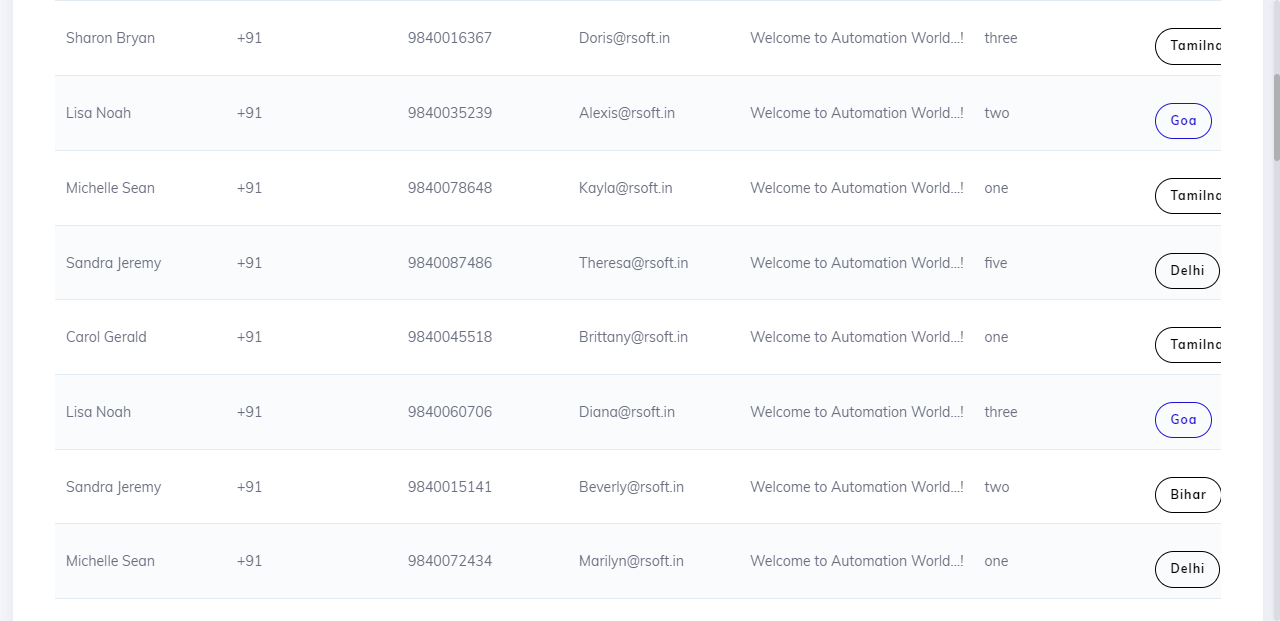 Sharon Bryan +91 9840016367 Doris@rsoft.in Welcome to Automation World...! three Tamilna
Lisa Noah +91 9840035239 Alexis@rsoft.in Welcome to Automation World...! two Goa
Michelle Sean +91 9840078648 Kayla@rsoft.in Welcome to Automation World...! one Tamilna
Sandra Jeremy +91 9840087486 Theresa@rsoft.in Welcome to Automation World...! five Delhi
Carol Gerald +91 9840045518 Brittany@rsoft.in Welcome to Automation World...! one Tamilna
Lisa Noah +91 9840060706 Diana@rsoft.in Welcome to Automation World...! three Goa
Sandra Jeremy +91 9840015141 Beverly@rsoft.in Welcome to Automation World...! two Bihar
Michelle Sean +91 9840072434 Marilyn@rsoft.in Welcome to Automation World...! one Delhi